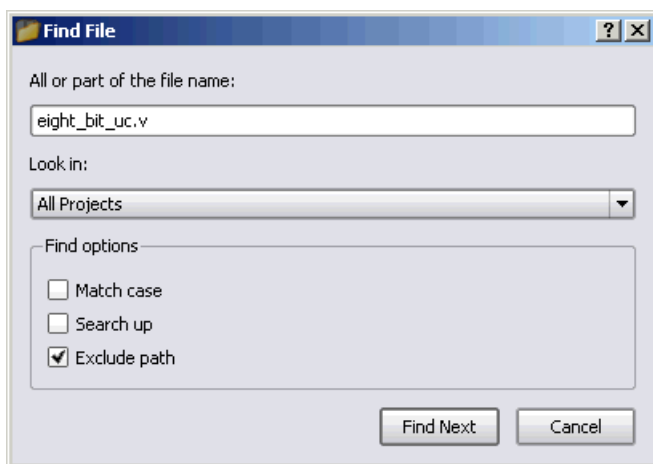 Find File
All or part of the file name:
eight_bit_uc.v
Look in:
All Projects
Find options
Match case
Search up
Exclude path
Find Next Cancel